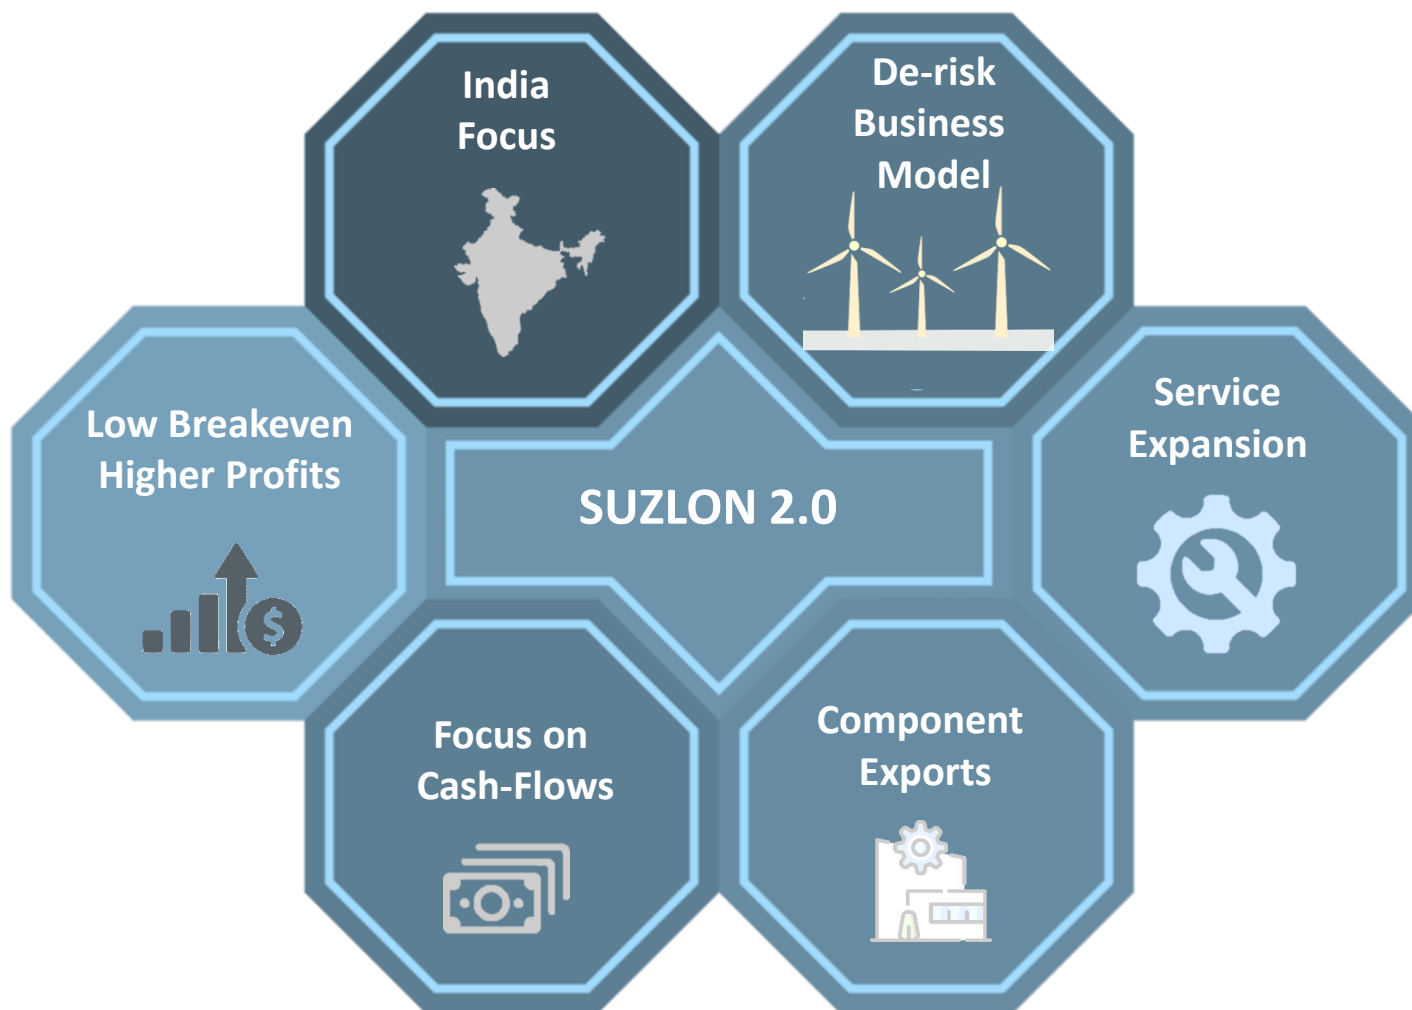 India
Focus
De-risk
Business
Model
Low Breakeven
Higher Profits
SUZLON 2.0
Service
Expansion
Focus on
Cash-Flows
Component
Exports
$